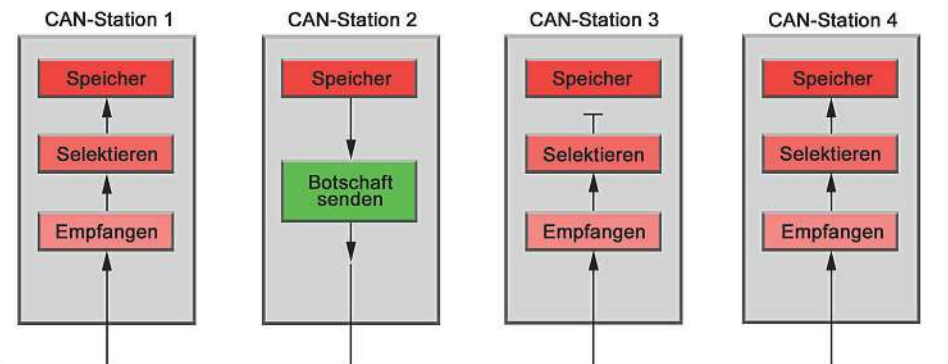 CAN-Station 1
CAN-Station 2
CAN-Station 3
CAN-Station 4
Speicher
Speicher
Speicher
Speicher
Selektieren
Botschaft
senden
Selektieren
Selektieren
Empfangen
Empfangen
Empfangen